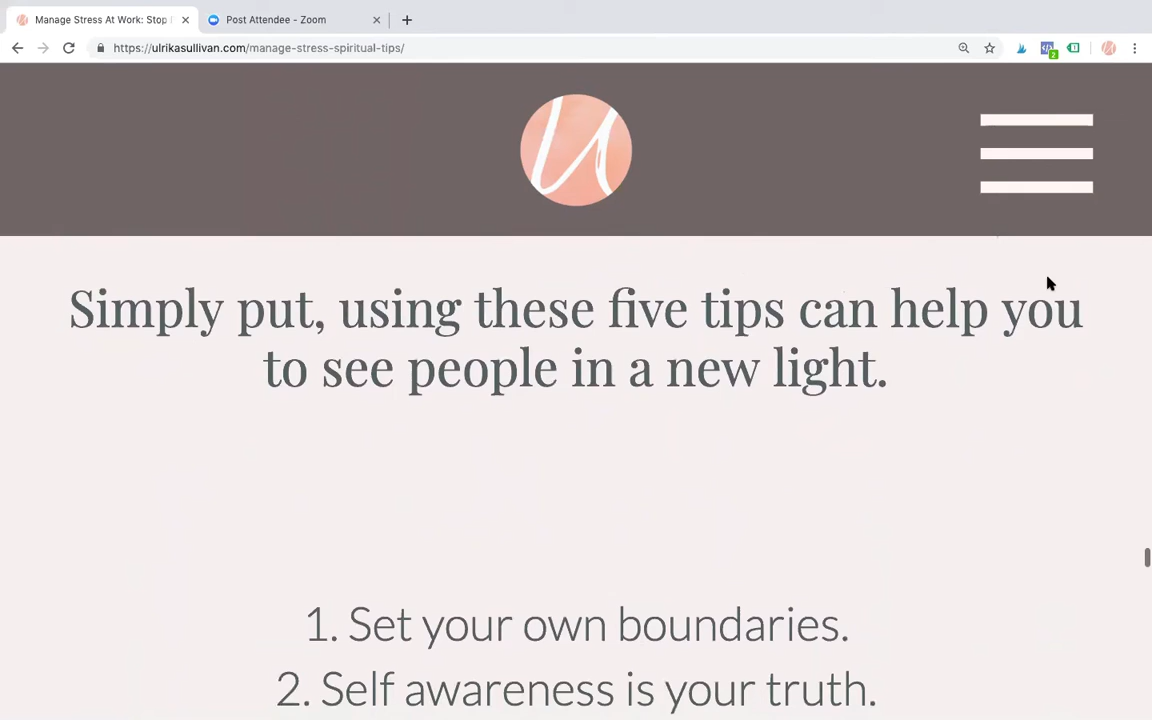 Manage Stress At Work: Stop
Post Attendee - Zoom
https://ulrikasullivan.com/manage-stress-spiritual-tips/
2
1
U
Simply put, using these five tips can help you
to see people in a new light.
1. Set your own boundaries.
2. Self awareness is your truth.